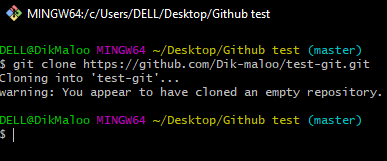 MINGW64:/c/Users/DELL/Desktop/Github test
DELL@DikMaloo MINGW64 ~/Desktop/Github test (master)
$ git clone https://github.com/Dik-maloo/test-git.git
Cloning into 'test-git'...
warning: You appear to have cloned an empty repository.
DELL@DikMaloo MINGW64 ~/Desktop/Github test (master)
$